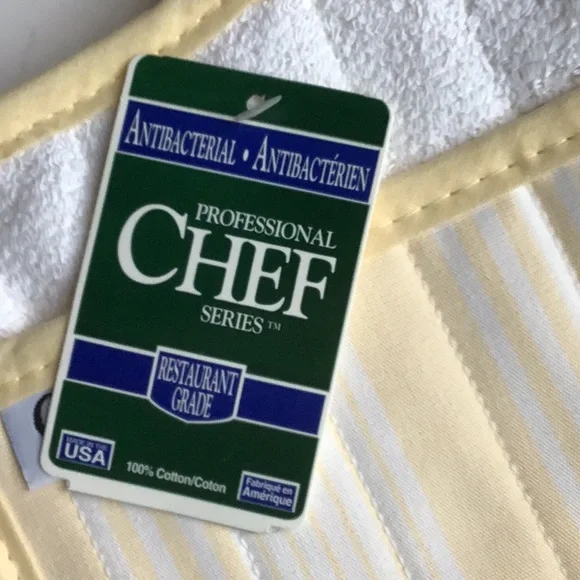 ANTIBACTERIAL • ANTIBACTÉRIEN
PROFESSIONAL
CHEF
SERIES™
RESTAURANT
GRADE
MADE IN THE
USA
100% Cotton/Coton
Fabriqué en
Amérique